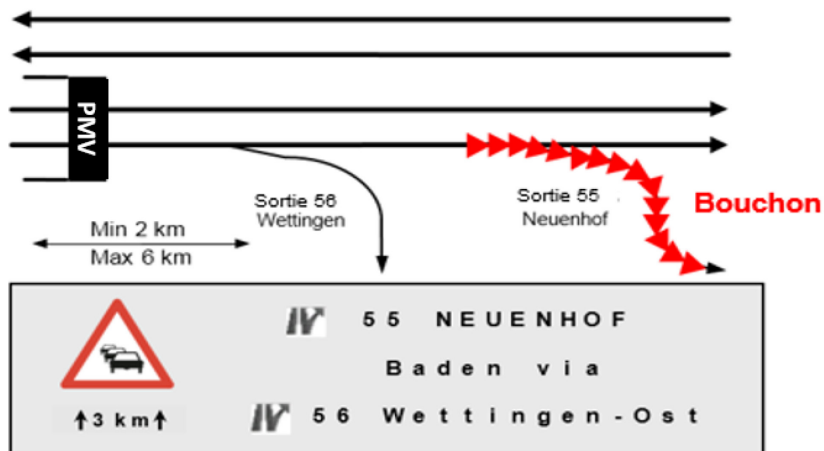 PMV
Sortie 56
Wettingen
Sortie 55
Neuenhof
Bouchon
Min 2 km
Max 6 km
55 NEUENHOF
Baden via
56 Wettingen-Ost
3 km